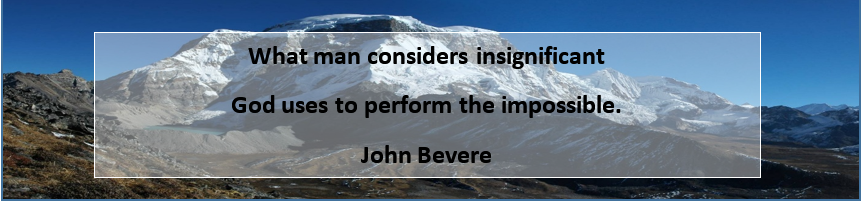 What man considers insignificant
God uses to perform the impossible.
John Bevere